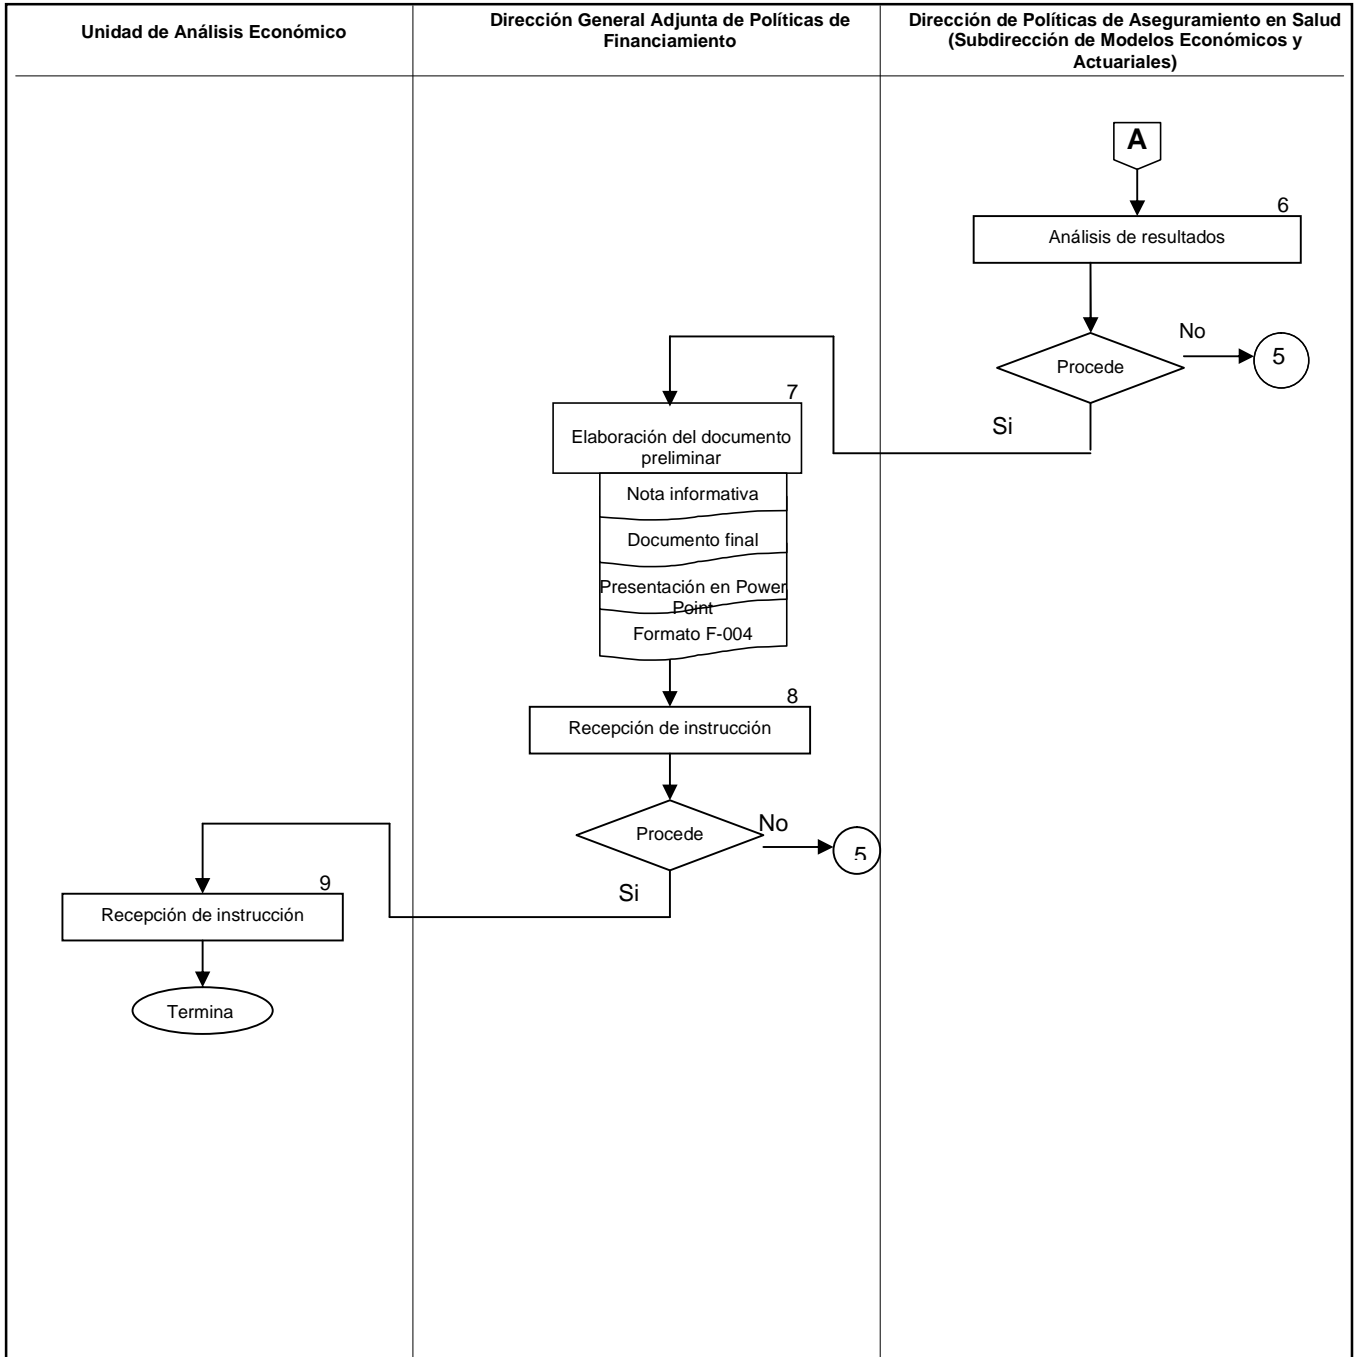 Unidad de Análisis Económico
Dirección General Adjunta de Políticas de
Financiamiento
Dirección de Políticas de Aseguramiento en Salud
(Subdirección de Modelos Económicos y
Actuariales)
A
6
Análisis de resultados
No
5
Procede
Si
7
Elaboración del documento
preliminar
Nota informativa
Documento final
Presentación en Power
Point
Formato F-004
8
Recepción de instrucción
Procede
No
5
Si
9
Recepción de instrucción
Termina